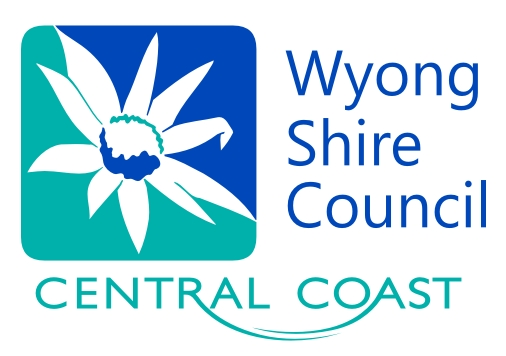 Wyong
Shire
Council
CENTRAL COAST